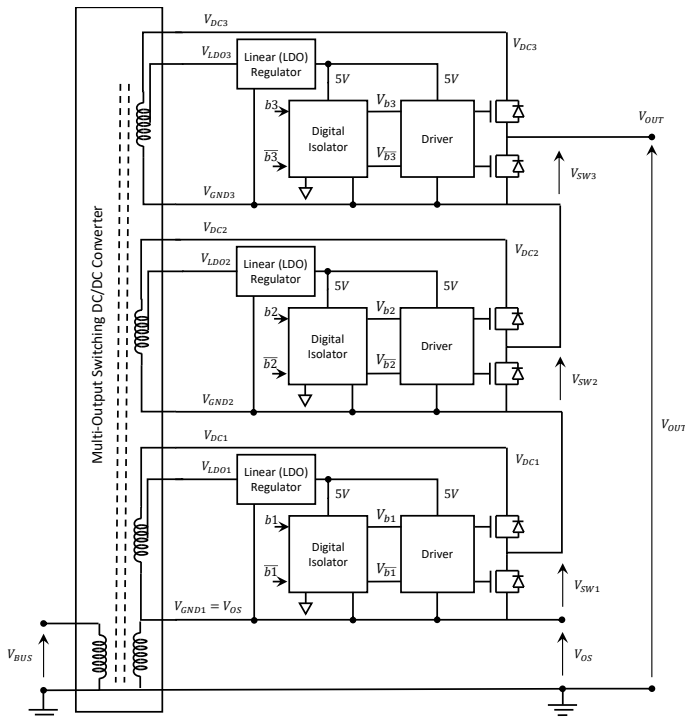 Multi-Output Switching DC/DC Converter
V_DC3
V_DC3
V_LDO3
Linear (LDO)
Regulator
5V
5V
b3
V_b3
Digital
Isolator
Driver
b̅3̅
V_b̅3̅
V_GND3
V_OUT
V_SW3
V_DC2
V_DC2
V_LDO2
Linear (LDO)
Regulator
5V
5V
b2
V_b2
Digital
Isolator
Driver
b̅2̅
V_b̅2̅
V_GND2
V_SW2
V_OUT
V_DC1
V_DC1
V_LDO1
Linear (LDO)
Regulator
5V
5V
b1
V_b1
Digital
Isolator
Driver
b̅1̅
V_b̅1̅
V_GND1 = V_OS
V_SW1
V_BUS
V_OS